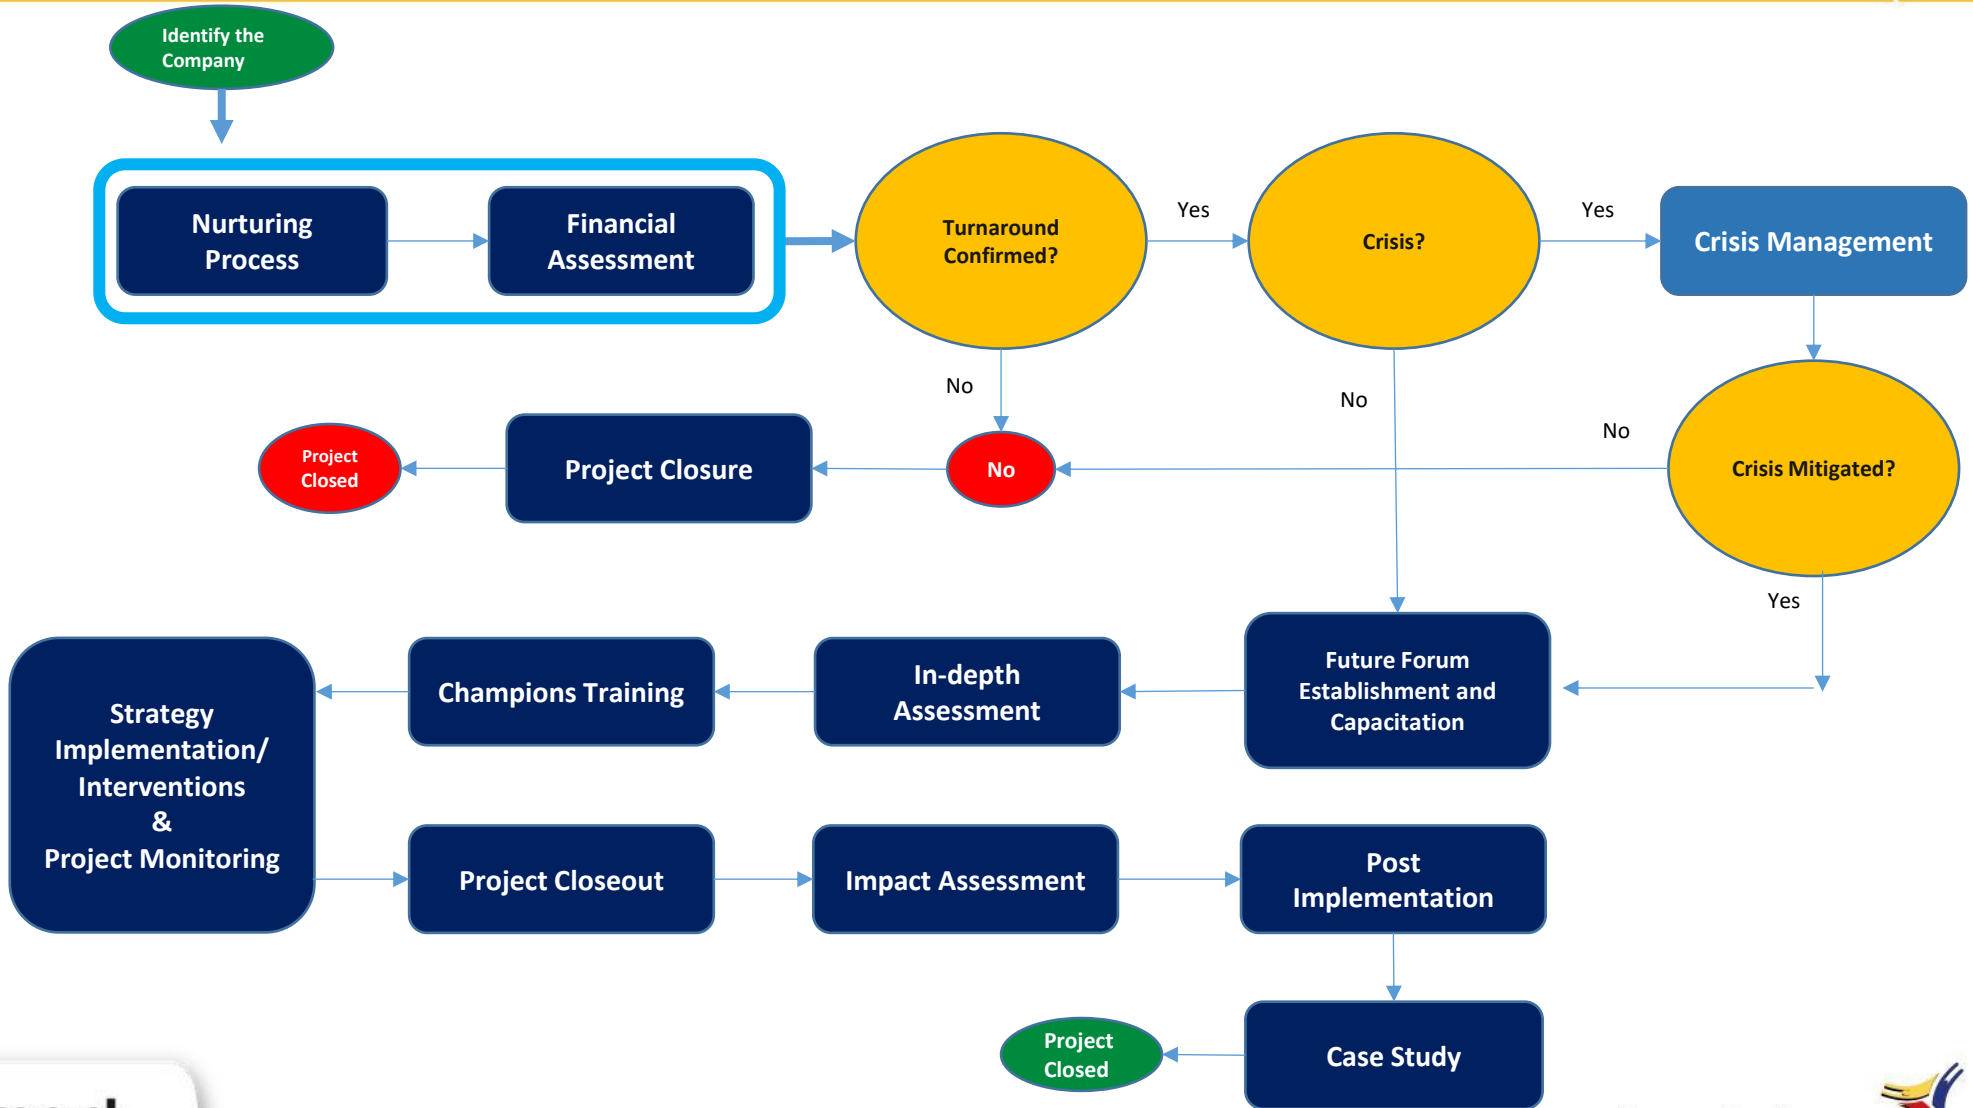 Identify the
Company
Nurturing
Process
Financial
Assessment
Turnaround
Confirmed?
Yes
Crisis?
Yes
Crisis Management
No
No
No
Project
Closed
Project Closure
No
Crisis Mitigated?
Yes
Strategy
Implementation/
Interventions
&
Project Monitoring
Champions Training
In-depth
Assessment
Future Forum
Establishment and
Capacitation
Project Closeout
Impact Assessment
Post
Implementation
Project
Closed
Case Study